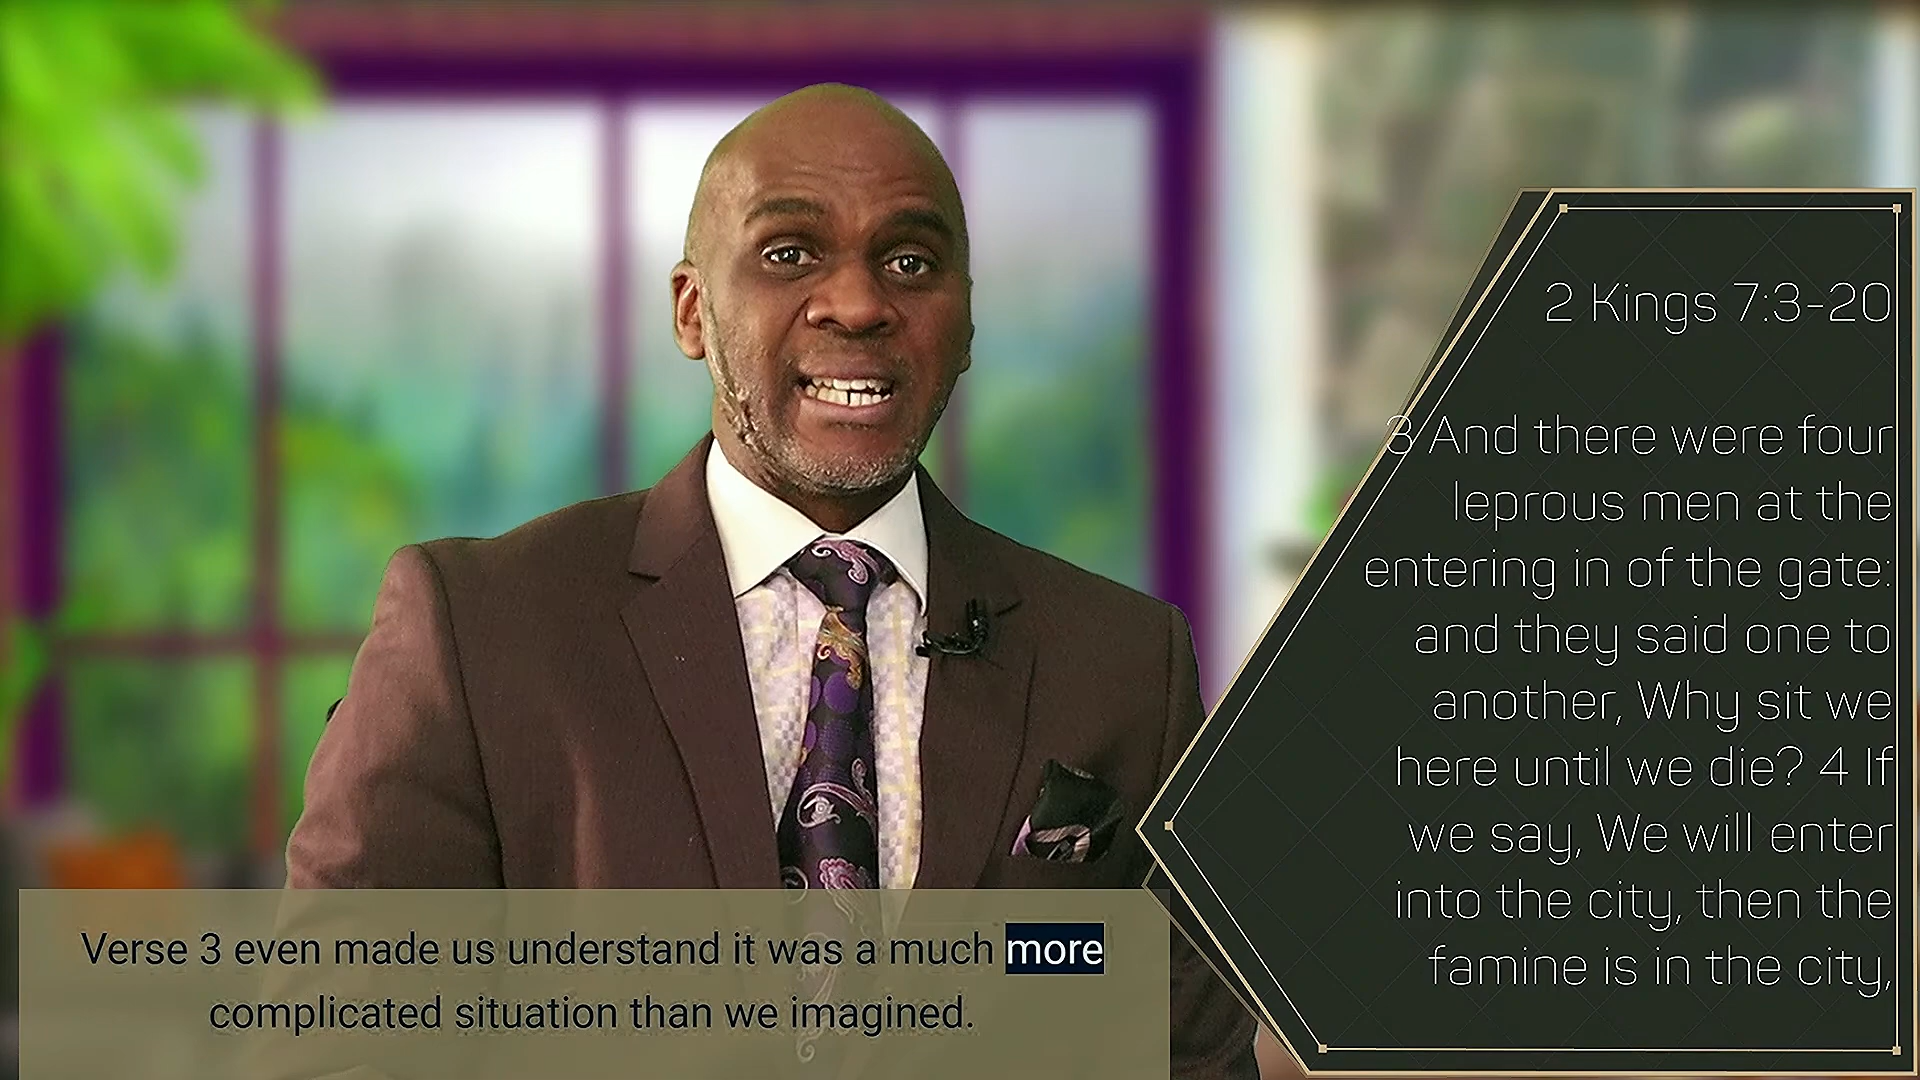 2 Kings 7:3-20
3 And there were four
leprous men at the
entering in of the gate:
and they said one to
another, Why sit we
here until we die? 4 If
we say, We will enter
into the city, then the
famine is in the city,
Verse 3 even made us understand it was a much more
complicated situation than we imagined.